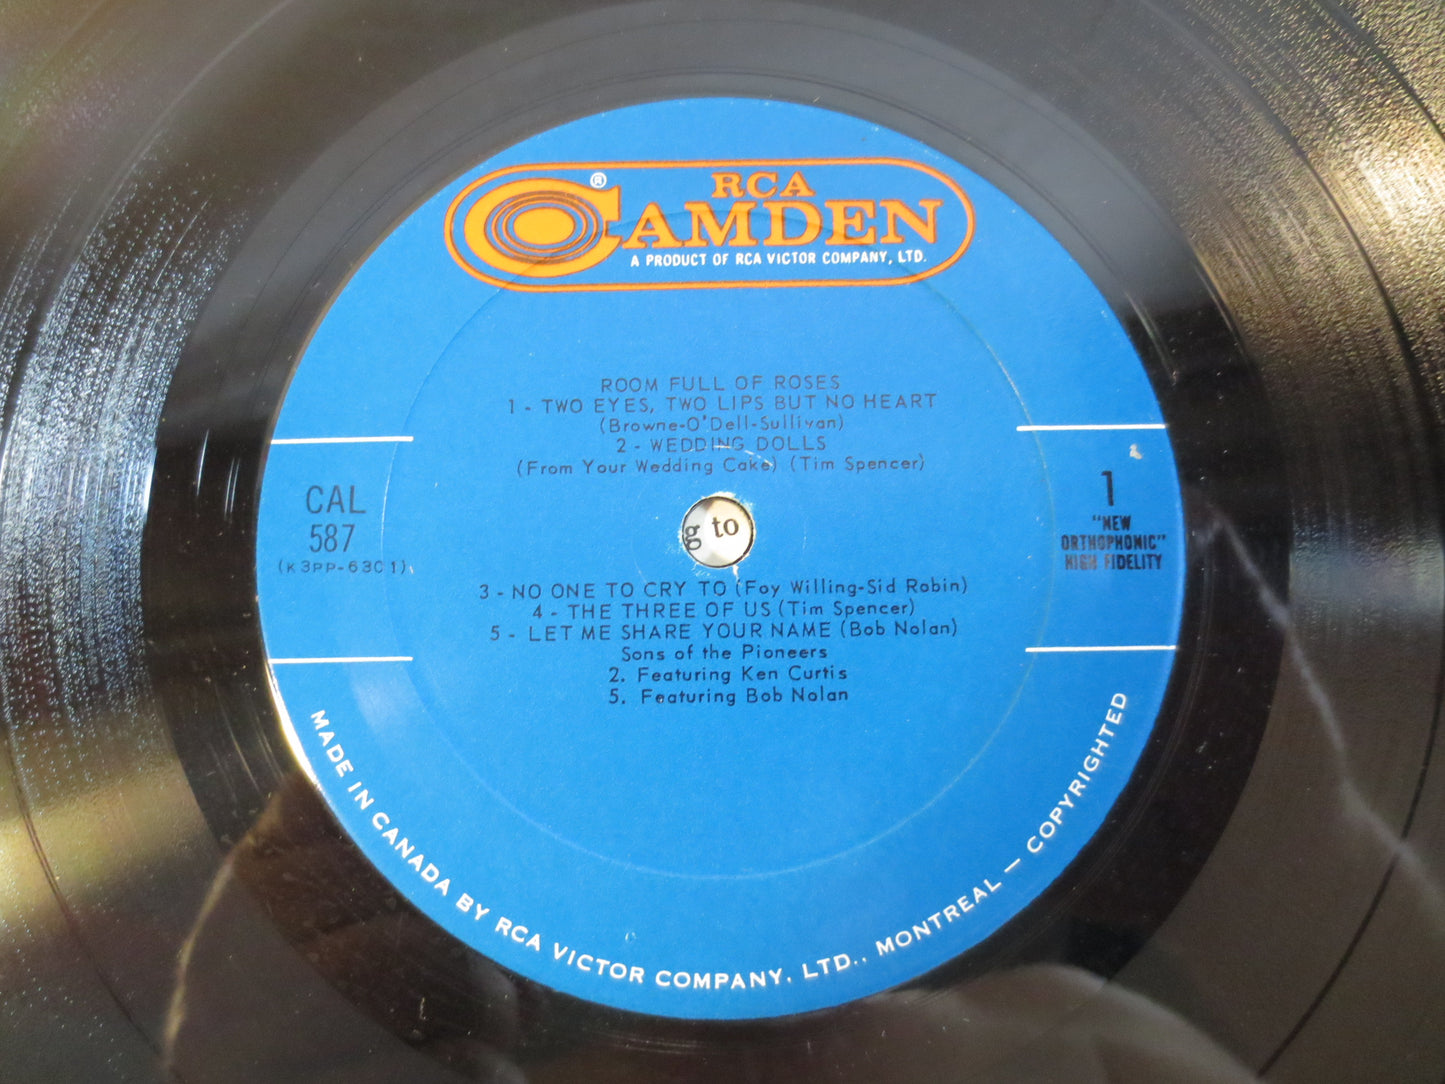 ®
RCA
CAMDEN
A PRODUCT OF RCA VICTOR COMPANY, LTD.
ROOM FULL OF ROSES
1 - TWO EYES, TWO LIPS BUT NO HEART
(Browne-O'Dell-Sullivan)
2 - WEDDING DOLLS
(From Your Wedding Cake) (Tim Spencer)
CAL
587
(K3PP-6301)
g to
1
"NEW
ORTHOPHONIC"
HIGH FIDELITY
3 - NO ONE TO CRY TO (Foy Willing-Sid Robin)
4 - THE THREE OF US (Tim Spencer)
5 - LET ME SHARE YOUR NAME (Bob Nolan)
Sons of the Pioneers
2. Featuring Ken Curtis
5. Featuring Bob Nolan
MADE IN CANADA BY RCA VICTOR COMPANY, LTD., MONTREAL — COPYRIGHTED